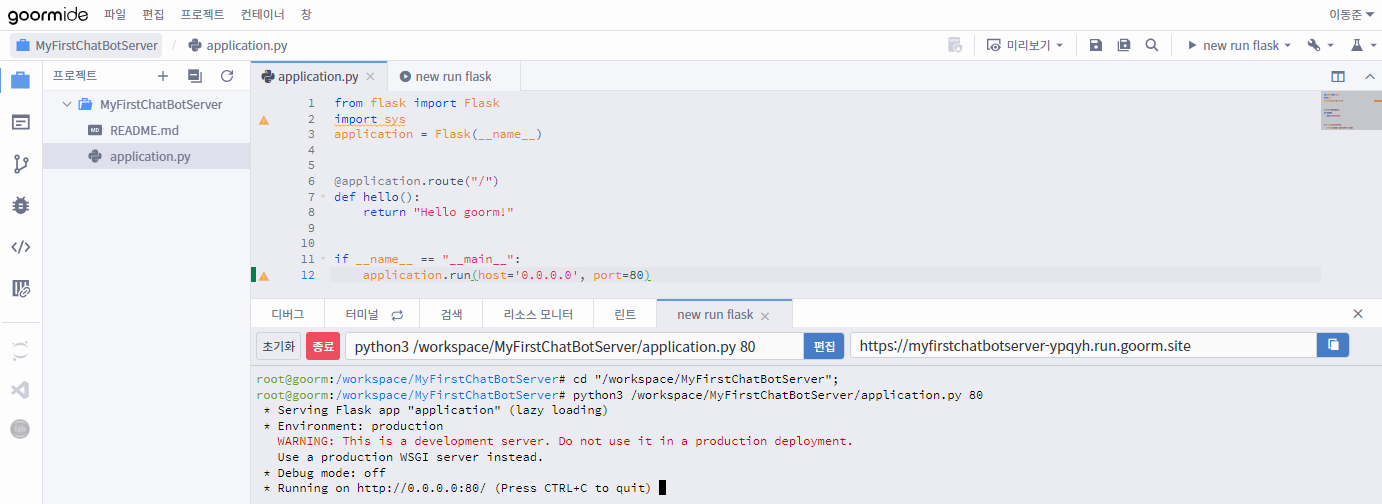 goormide 파일 편집 프로젝트 컨테이너 창 이동준
MyFirstChatBotServer / application.py 미리보기 new run flask
프로젝트
MyFirstChatBotServer
README.md
application.py
application.py new run flask
1 from flask import Flask
2 import sys
3 application = Flask(__name__)
4
5
6 @application.route("/")
7 def hello():
8 return "Hello goorm!"
9
10
11 if __name__ == "__main__":
12 application.run(host='0.0.0.0', port=80)
디버그 터미널 검색 리소스 모니터 린트 new run flask
초기화 종료 python3 /workspace/MyFirstChatBotServer/application.py 80 편집 https://myfirstchatbotserver-ypqyh.run.goorm.site
root@goorm:/workspace/MyFirstChatBotServer# cd "/workspace/MyFirstChatBotServer";
root@goorm:/workspace/MyFirstChatBotServer# python3 /workspace/MyFirstChatBotServer/application.py 80
* Serving Flask app "application" (lazy loading)
* Environment: production
WARNING: This is a development server. Do not use it in a production deployment.
Use a production WSGI server instead.
* Debug mode: off
* Running on http://0.0.0.0:80/ (Press CTRL+C to quit)